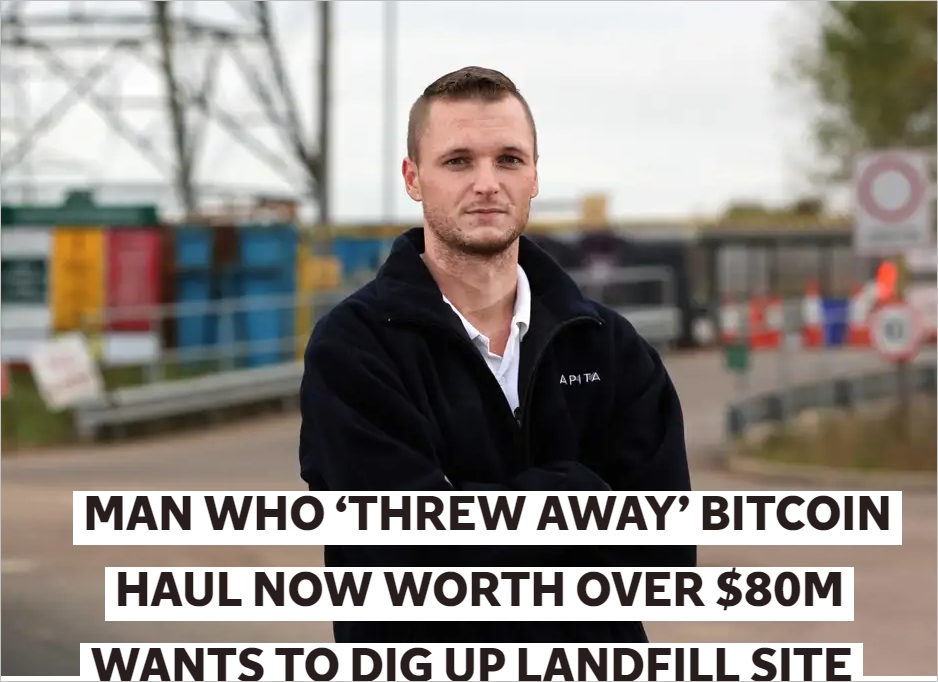 APITA
MAN WHO ‘THREW AWAY’ BITCOIN
HAUL NOW WORTH OVER $80M
WANTS TO DIG UP LANDFILL SITE